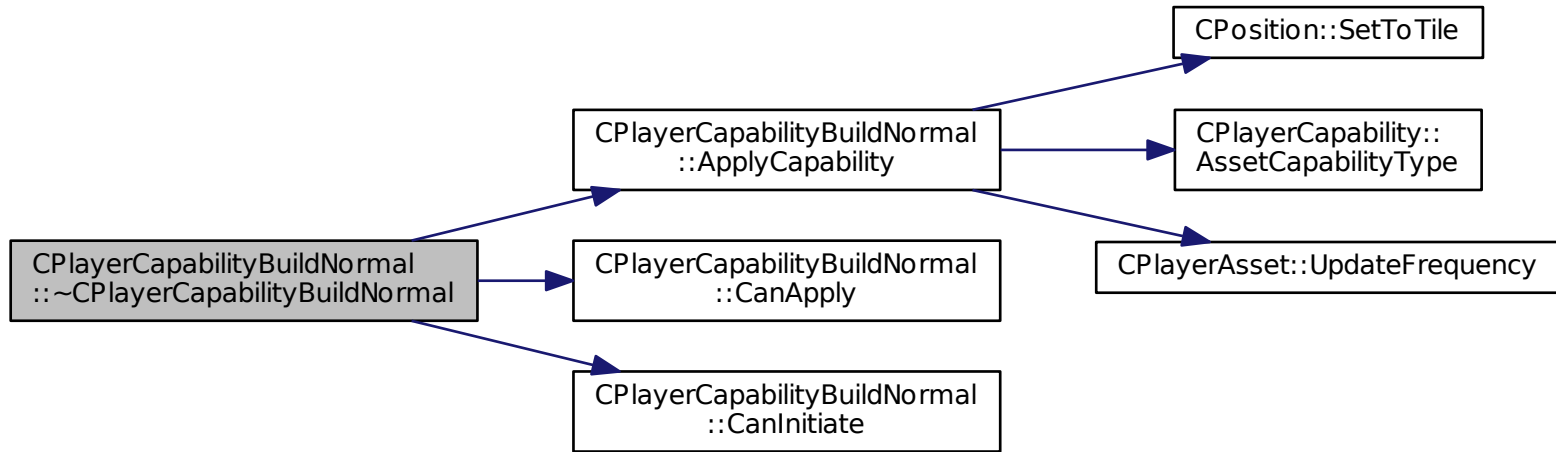 CPlayerCapabilityBuildNormal
::~CPlayerCapabilityBuildNormal
CPlayerCapabilityBuildNormal
::ApplyCapability
CPlayerCapabilityBuildNormal
::CanApply
CPlayerCapabilityBuildNormal
::CanInitiate
CPosition::SetToTile
CPlayerCapability::
AssetCapabilityType
CPlayerAsset::UpdateFrequency